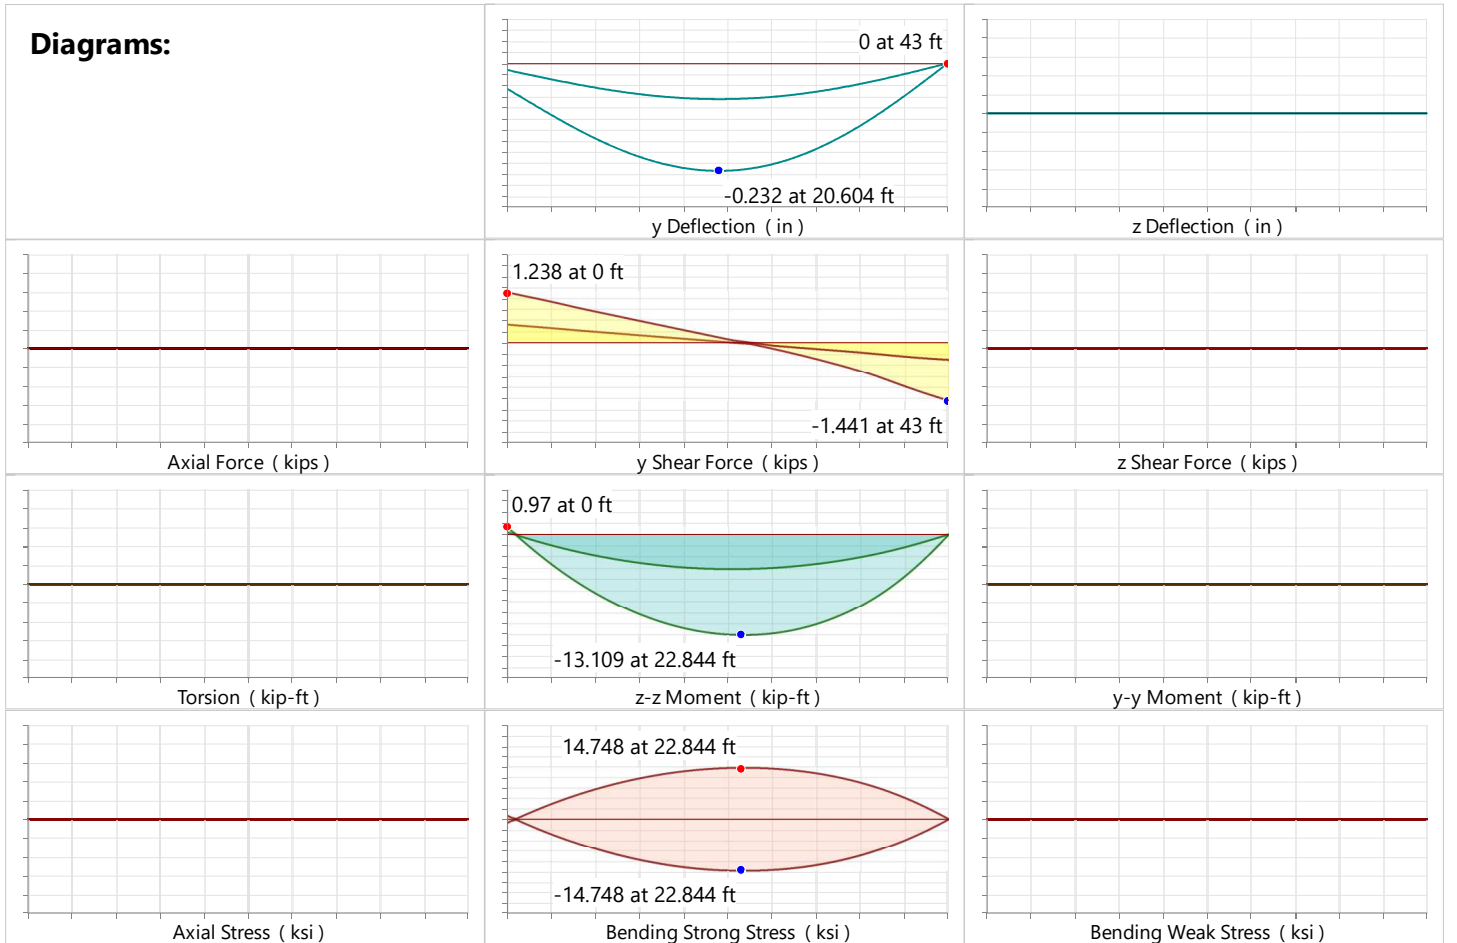 Diagrams:
0 at 43 ft
-0.232 at 20.604 ft
y Deflection ( in )
z Deflection ( in )
Axial Force ( kips )
1.238 at 0 ft
-1.441 at 43 ft
y Shear Force ( kips )
z Shear Force ( kips )
Torsion ( kip-ft )
0.97 at 0 ft
-13.109 at 22.844 ft
z-z Moment ( kip-ft )
y-y Moment ( kip-ft )
Axial Stress ( ksi )
14.748 at 22.844 ft
-14.748 at 22.844 ft
Bending Strong Stress ( ksi )
Bending Weak Stress ( ksi )